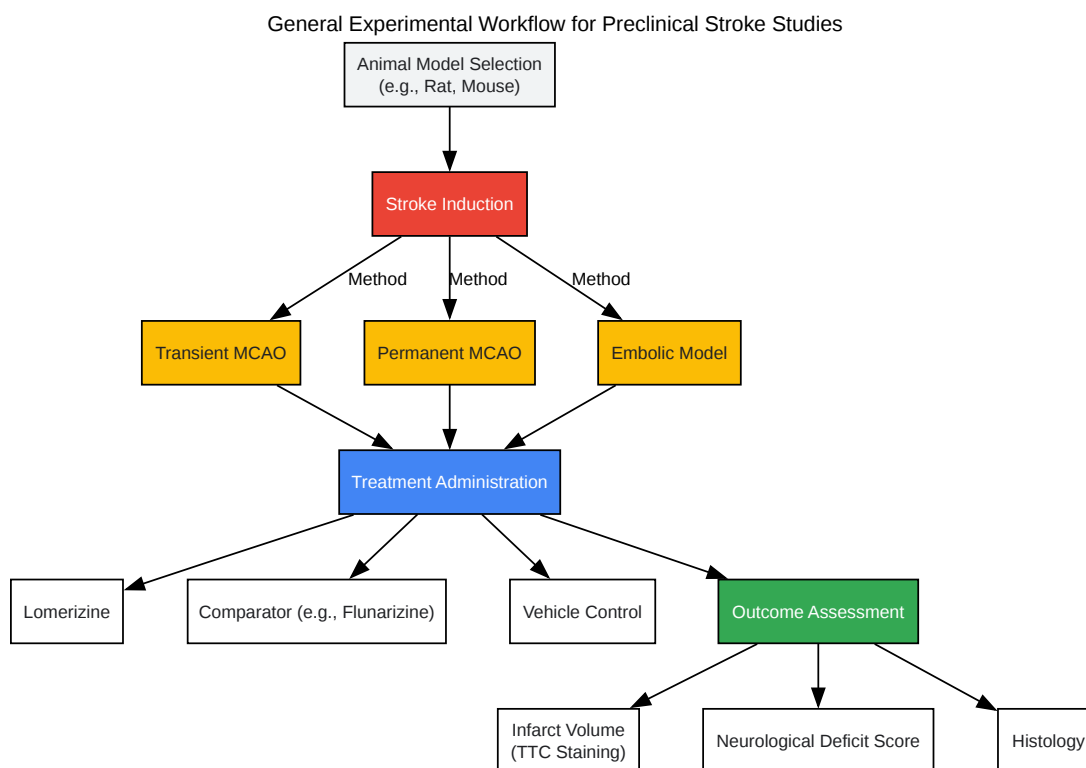 General Experimental Workflow for Preclinical Stroke Studies
Animal Model Selection
(e.g., Rat, Mouse)
Stroke Induction
Method
Method
Method
Transient MCAO
Permanent MCAO
Embolic Model
Treatment Administration
Lomerizine
Comparator (e.g., Flunarizine)
Vehicle Control
Outcome Assessment
Infarct Volume
(TTC Staining)
Neurological Deficit Score
Histology